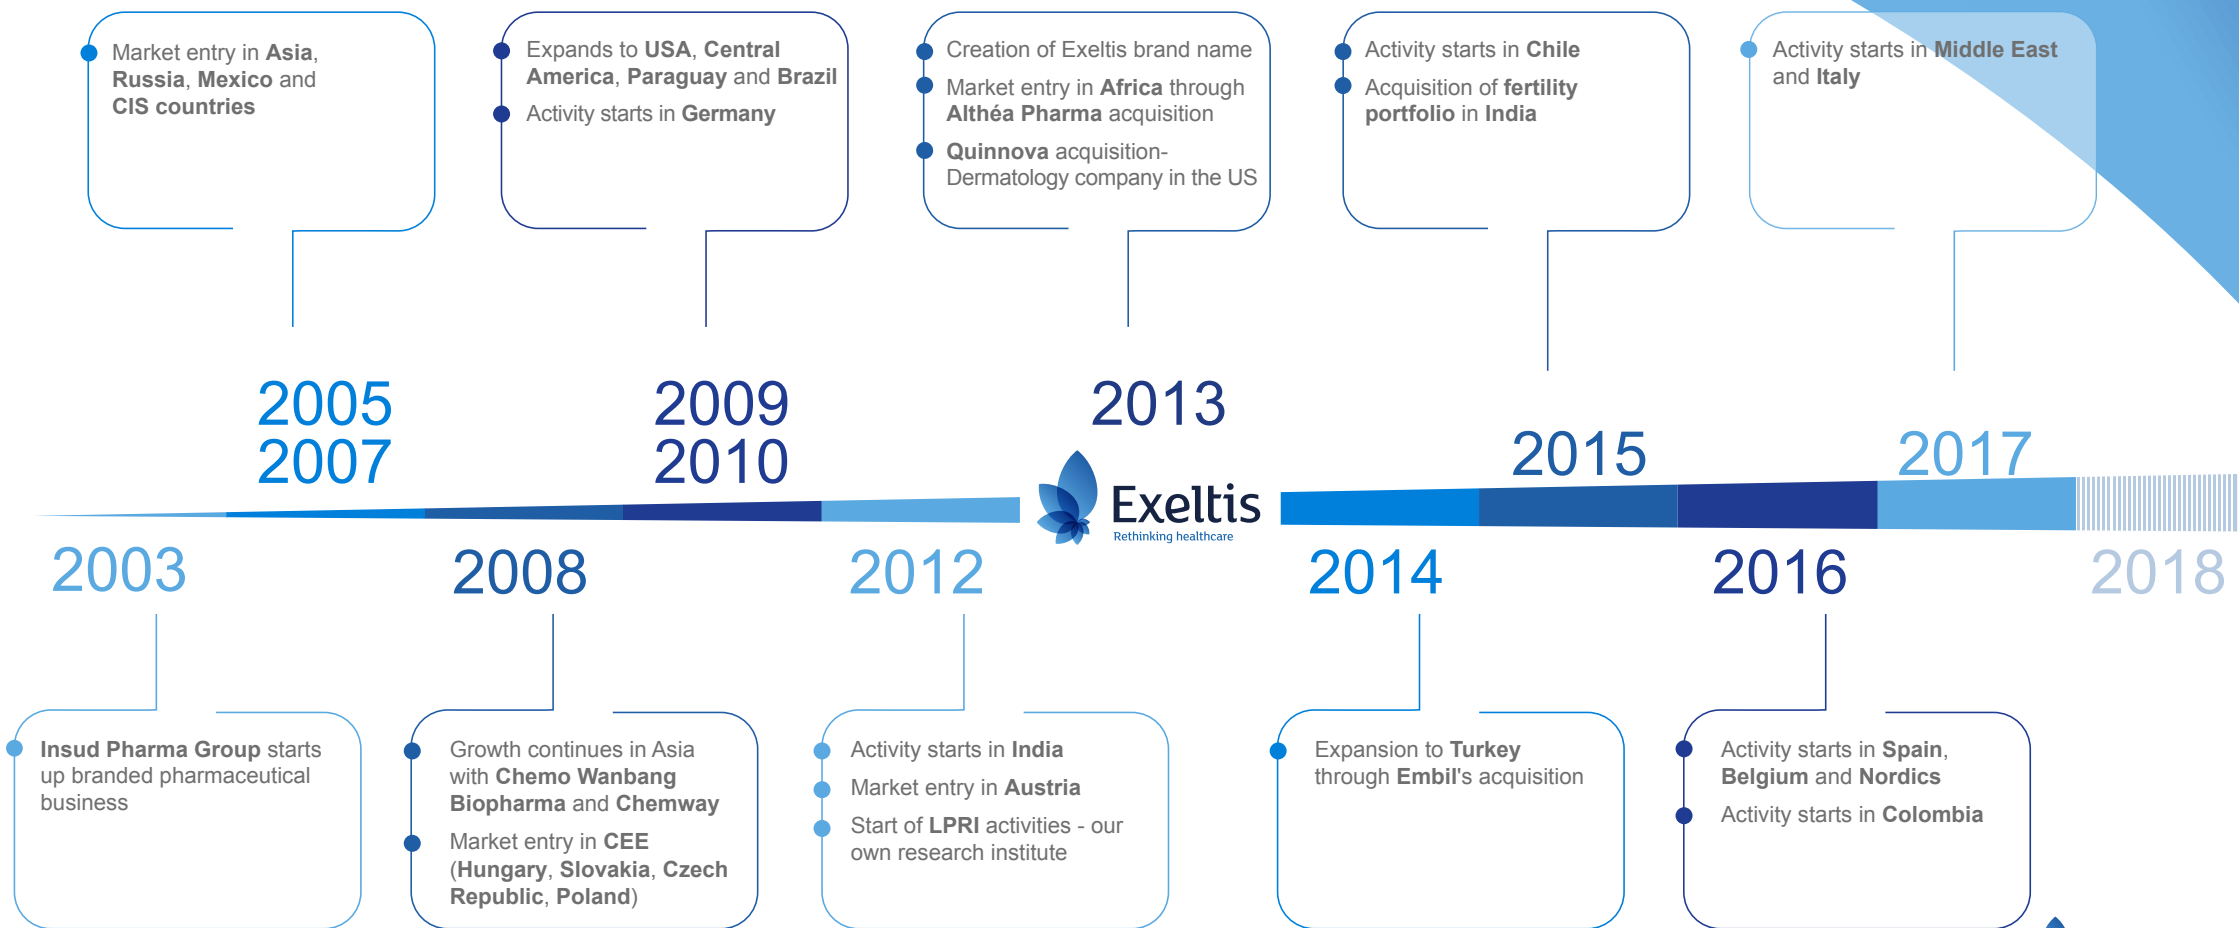 Market entry in Asia,
Russia, Mexico and
CIS countries
Expands to USA, Central
America, Paraguay and Brazil
Activity starts in Germany
Creation of Exeltis brand name
Market entry in Africa through
Althéa Pharma acquisition
Quinnova acquisition-
Dermatology company in the US
Activity starts in Chile
Acquisition of fertility
portfolio in India
Activity starts in Middle East
and Italy
2005
2007
2009
2010
2013
2015
2017
Exeltis
Rethinking healthcare
2003
2008
2012
2014
2016
2018
Insud Pharma Group starts
up branded pharmaceutical
business
Growth continues in Asia
with Chemo Wanbang
Biopharma and Chemway
Market entry in CEE
(Hungary, Slovakia, Czech
Republic, Poland)
Activity starts in India
Market entry in Austria
Start of LPRI activities - our
own research institute
Expansion to Turkey
through Embil's acquisition
Activity starts in Spain,
Belgium and Nordics
Activity starts in Colombia